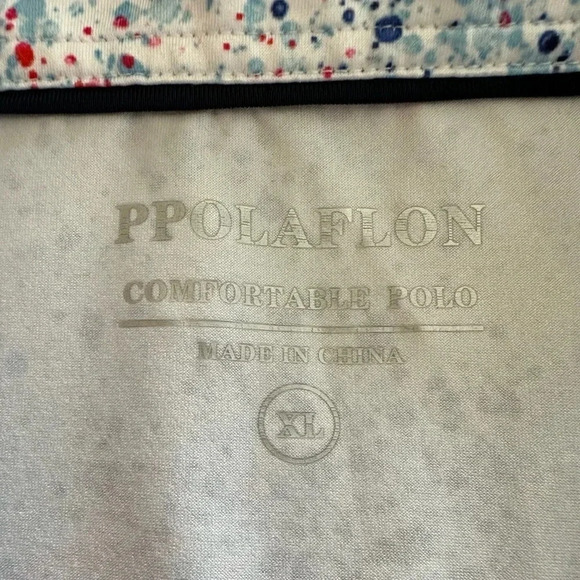 PPOLAFLON
COMFORTABLE POLO
MADE IN CHINA
XL